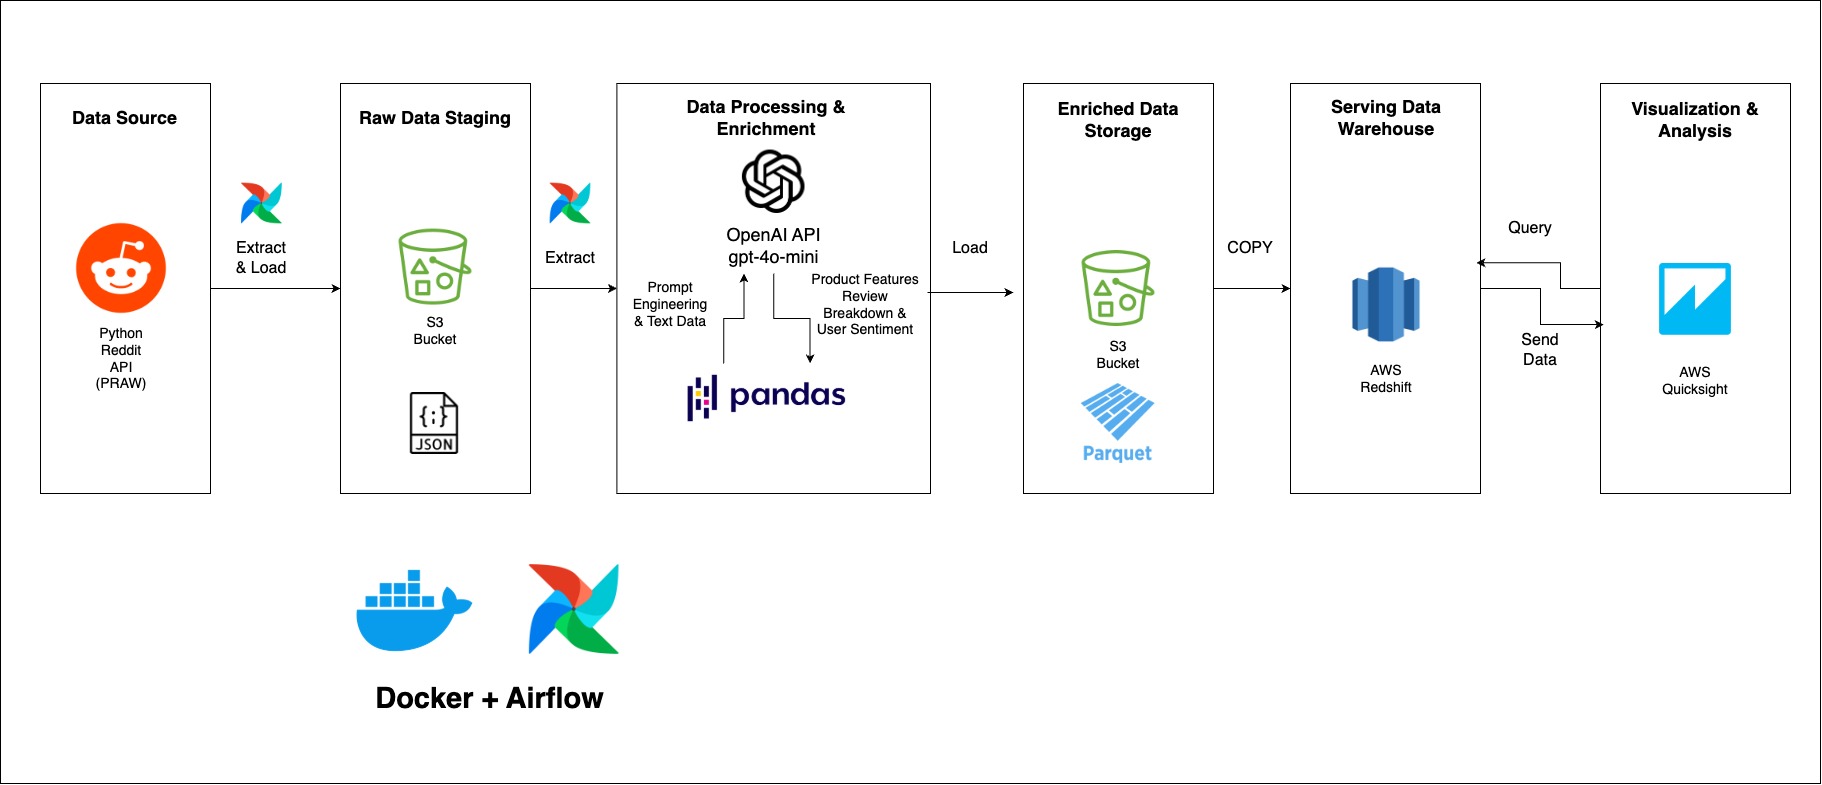 Data Source
Python
Reddit
API
(PRAW)
Extract
& Load
Raw Data Staging
S3
Bucket
{;}
JSON
Extract
Data Processing &
Enrichment
OpenAI API
gpt-4o-mini
Prompt
Engineering
& Text Data
Product Features
Review
Breakdown &
User Sentiment
pandas
Load
Enriched Data
Storage
S3
Bucket
Parquet
COPY
Serving Data
Warehouse
AWS
Redshift
Query
Send
Data
Visualization &
Analysis
AWS
Quicksight
Docker + Airflow